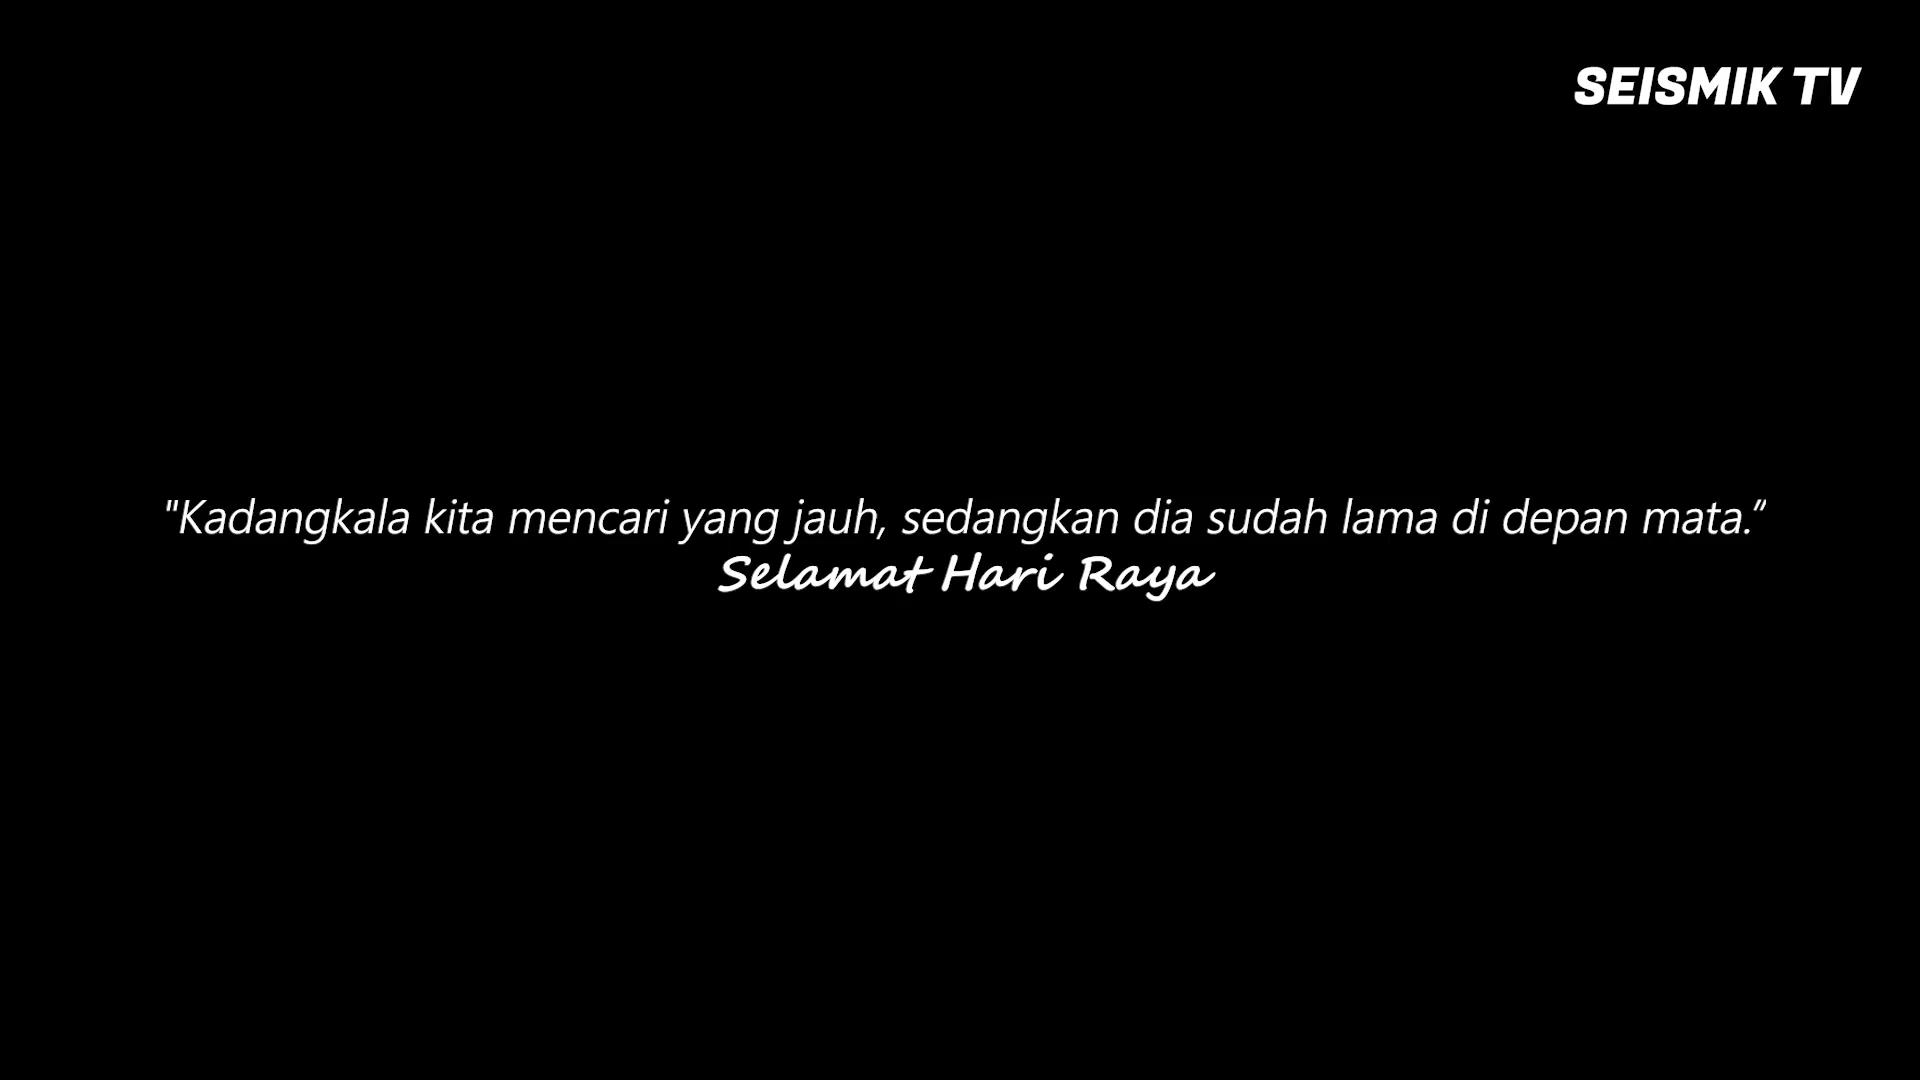 SEISMIK TV
"Kadangkala kita mencari yang jauh, sedangkan dia sudah lama di depan mata.”
Selamat Hari Raya